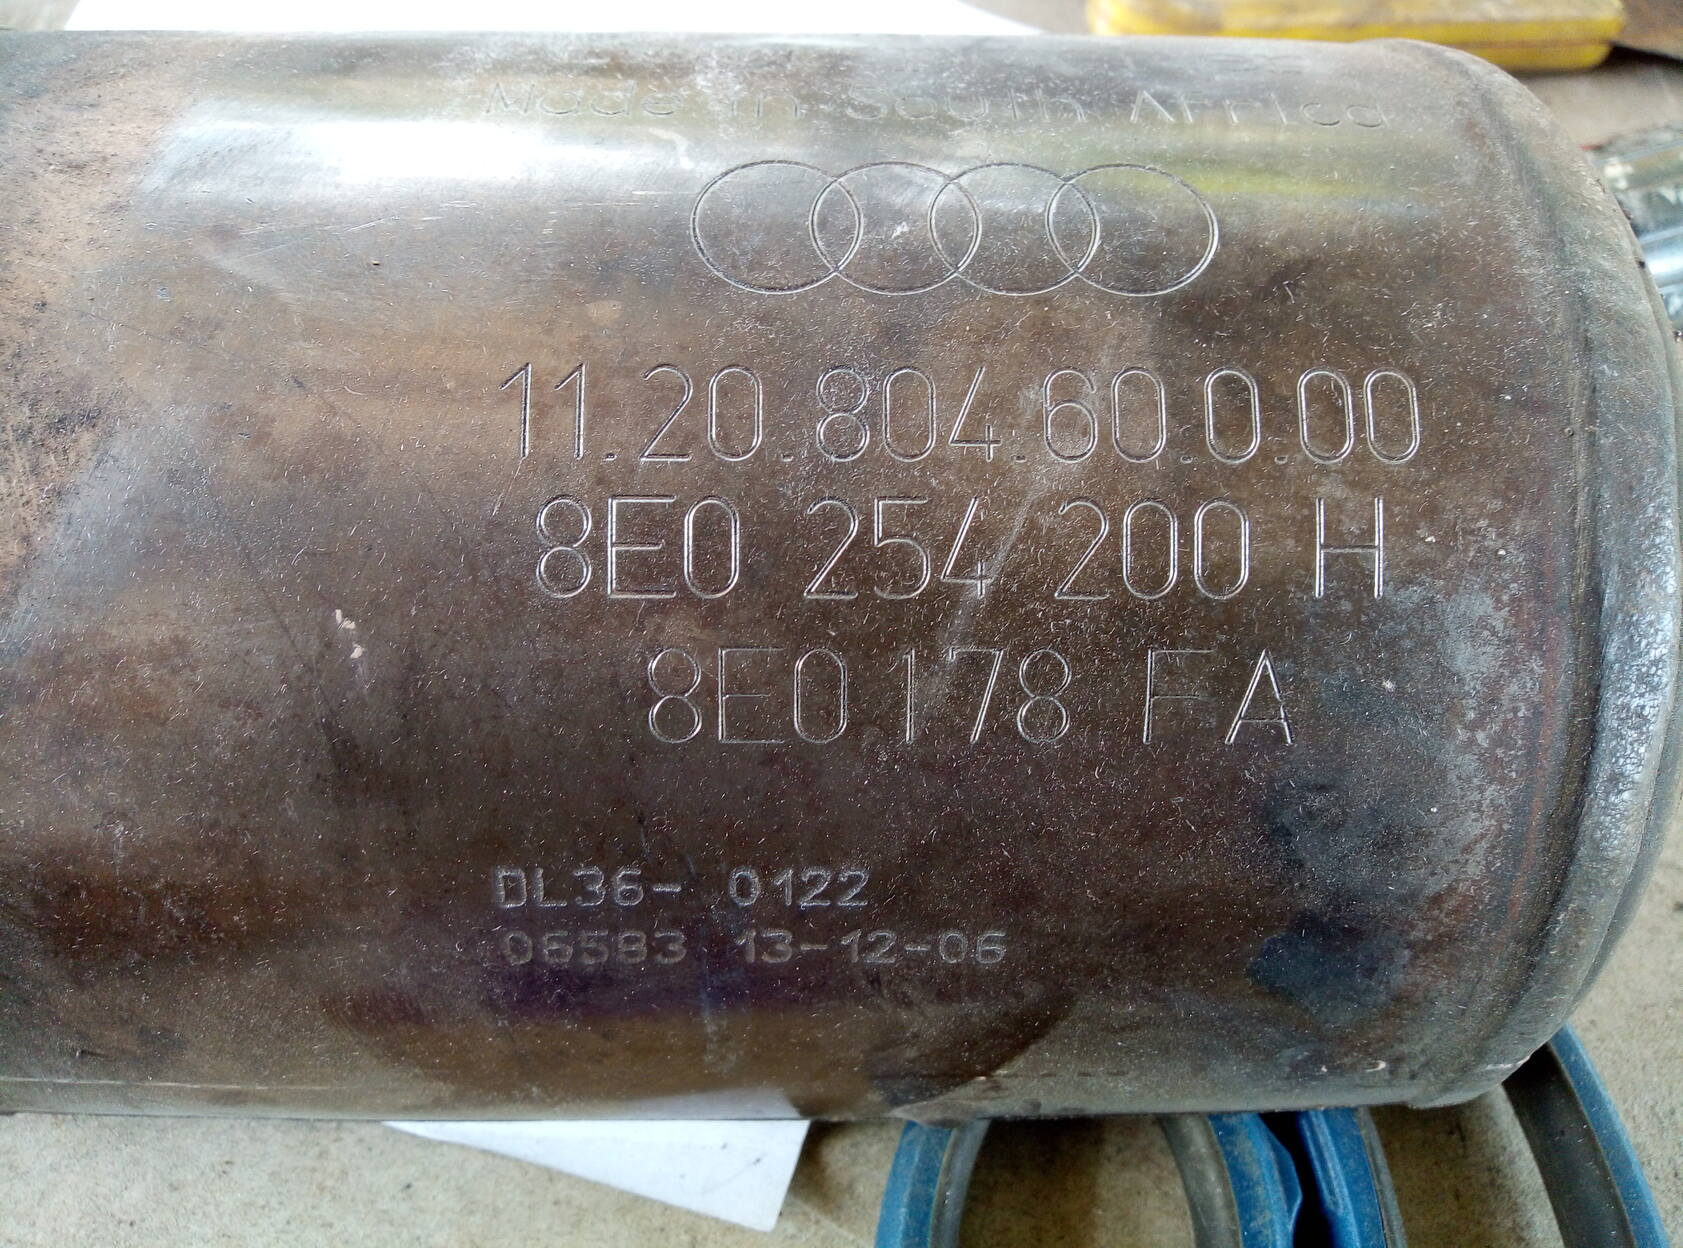 Made in South Africa
11.20.804.60.0.00
8E0 254 200 H
8E0 178 FA
DL36- 0122
06583 13-12-06